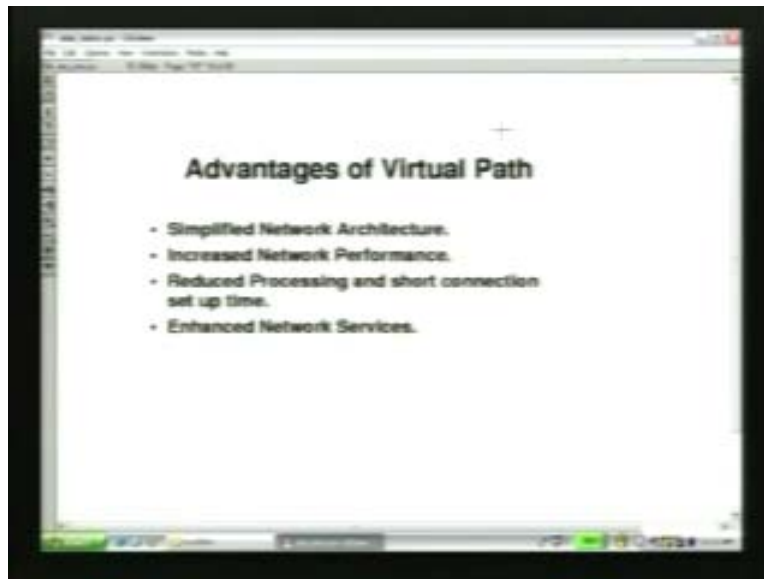 Advantages of Virtual Path
• Simplified Network Architecture.
• Increased Network Performance.
• Reduced Processing and short connection
set up time.
• Enhanced Network Services.